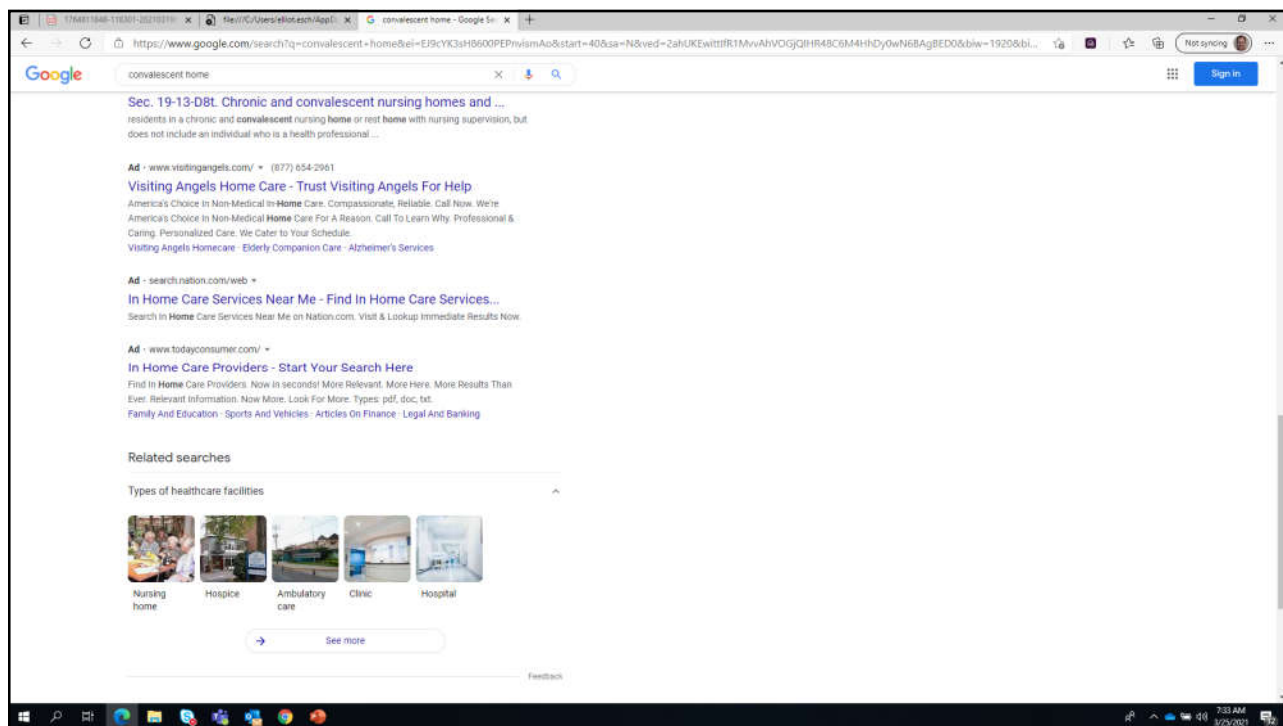 file:///C:/Users/elliot.esch/AppD
convalescent home - Google Se
https://www.google.com/search?q=convalescent+home&ei=
Not syncing
Google
convalescent home
Sign in
Sec. 19-13-D8t. Chronic and convalescent nursing homes and ...
residents in a chronic and convalescent nursing home or rest home with nursing supervision, but
does not include an individual who is a health professional ...
Ad · www.visitingangels.com/ (877) 654-2961
Visiting Angels Home Care - Trust Visiting Angels For Help
America's Choice In Non-Medical In-Home Care. Compassionate, Reliable. Call Now. We're
America's Choice In Non-Medical Home Care For A Reason. Call To Learn Why. Professional &
Caring. Personalized Care. We Cater to Your Schedule.
Visiting Angels Homecare · Elderly Companion Care · Alzheimer's Services
Ad · search.nation.com/web
In Home Care Services Near Me - Find In Home Care Services...
Search In Home Care Services Near Me on Nation.com. Visit & Lookup Immediate Results Now.
Ad · www.todayconsumer.com/
In Home Care Providers - Start Your Search Here
Find In Home Care Providers. Now in seconds! More Relevant. More Here. More Results Than
Ever. Relevant Information. Now More. Look For More. Types: pdf, doc, txt.
Family And Education · Sports And Vehicles · Articles On Finance · Legal And Banking
Related searches
Types of healthcare facilities
Nursing home
Hospice
Ambulatory care
Clinic
Hospital
See more
Feedback
7:33 AM
3/25/2021